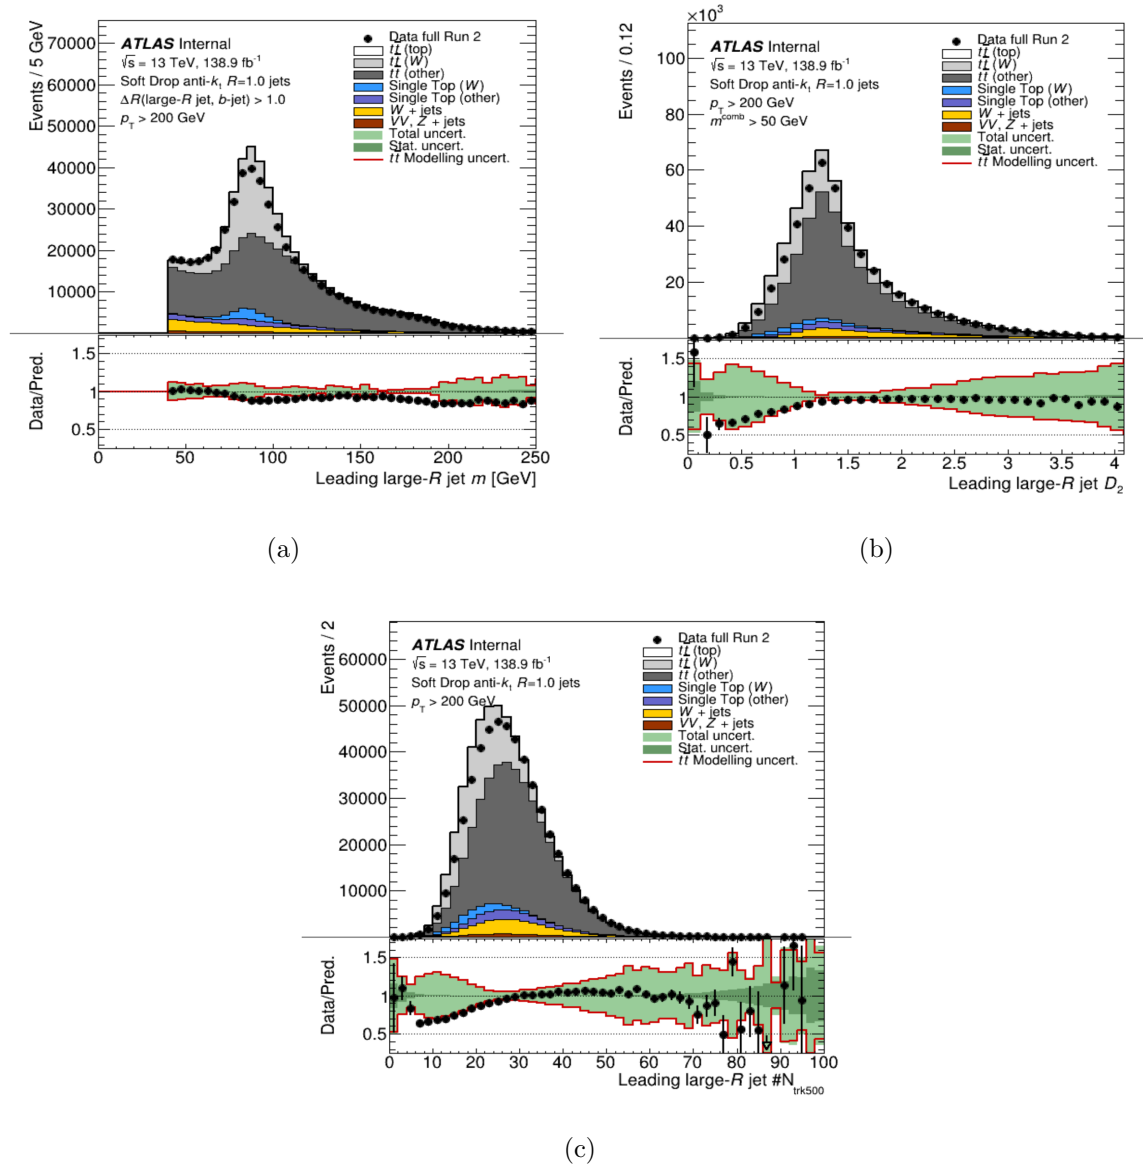 Events / 5 GeV
70000
60000
50000
40000
30000
20000
10000
ATLAS Internal
√s = 13 TeV, 138.9 fb⁻¹
Soft Drop anti-kₜ R=1.0 jets
ΔR(large-R jet, b-jet) > 1.0
p_T > 200 GeV
Data full Run 2
tt̄ (top)
tt̄ (W)
tt̄ (other)
Single Top (W)
Single Top (other)
W + jets
VV, Z + jets
Total uncert.
Stat. uncert.
tt̄ Modelling uncert.
Data/Pred.
1.5
1
0.5
0 50 100 150 200 250
Leading large-R jet m [GeV]
(a)
×10³
Events / 0.12
100
80
60
40
20
ATLAS Internal
√s = 13 TeV, 138.9 fb⁻¹
Soft Drop anti-kₜ R=1.0 jets
p_T > 200 GeV
m^comb > 50 GeV
Data full Run 2
tt̄ (top)
tt̄ (W)
tt̄ (other)
Single Top (W)
Single Top (other)
W + jets
VV, Z + jets
Total uncert.
Stat. uncert.
tt̄ Modelling uncert.
Data/Pred.
1.5
1
0.5
0 0.5 1 1.5 2 2.5 3 3.5 4
Leading large-R jet D₂
(b)
Events / 2
60000
50000
40000
30000
20000
10000
ATLAS Internal
√s = 13 TeV, 138.9 fb⁻¹
Soft Drop anti-kₜ R=1.0 jets
p_T > 200 GeV
Data full Run 2
tt̄ (top)
tt̄ (W)
tt̄ (other)
Single Top (W)
Single Top (other)
W + jets
VV, Z + jets
Total uncert.
Stat. uncert.
tt̄ Modelling uncert.
Data/Pred.
1.5
1
0.5
0 10 20 30 40 50 60 70 80 90 100
Leading large-R jet #N_trk500
(c)